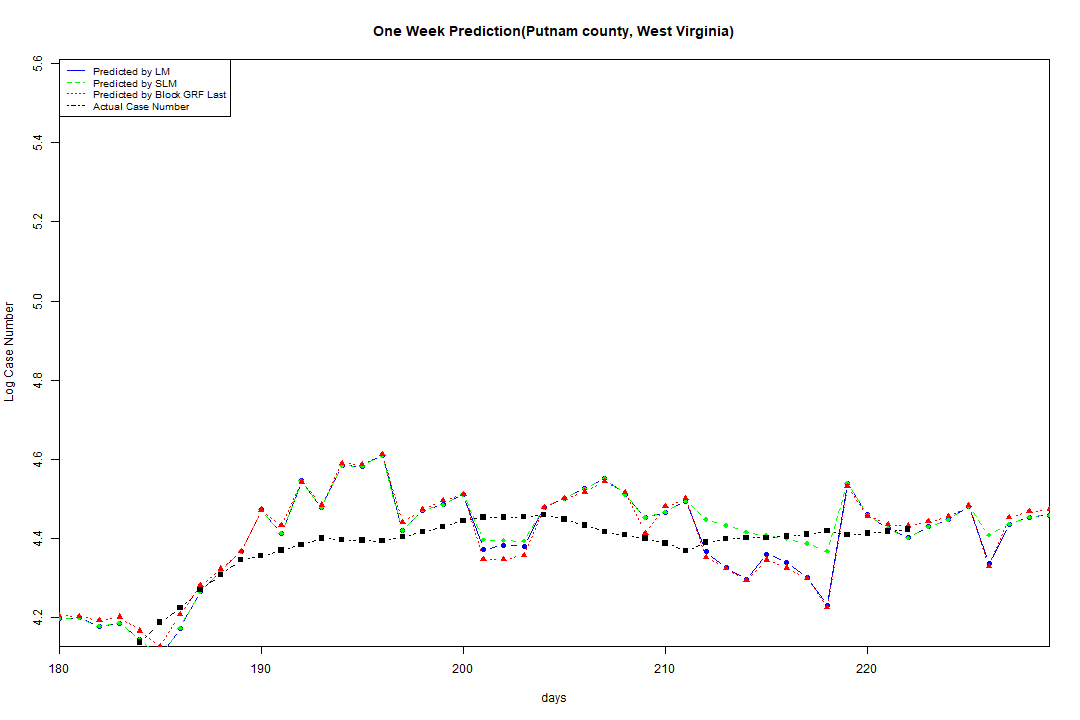 One Week Prediction(Putnam county, West Virginia)
Predicted by LM
Predicted by SLM
Predicted by Block GRF Last
Actual Case Number
5.6
5.4
5.2
5.0
4.8
4.6
4.4
4.2
Log Case Number
180 190 200 210 220
days